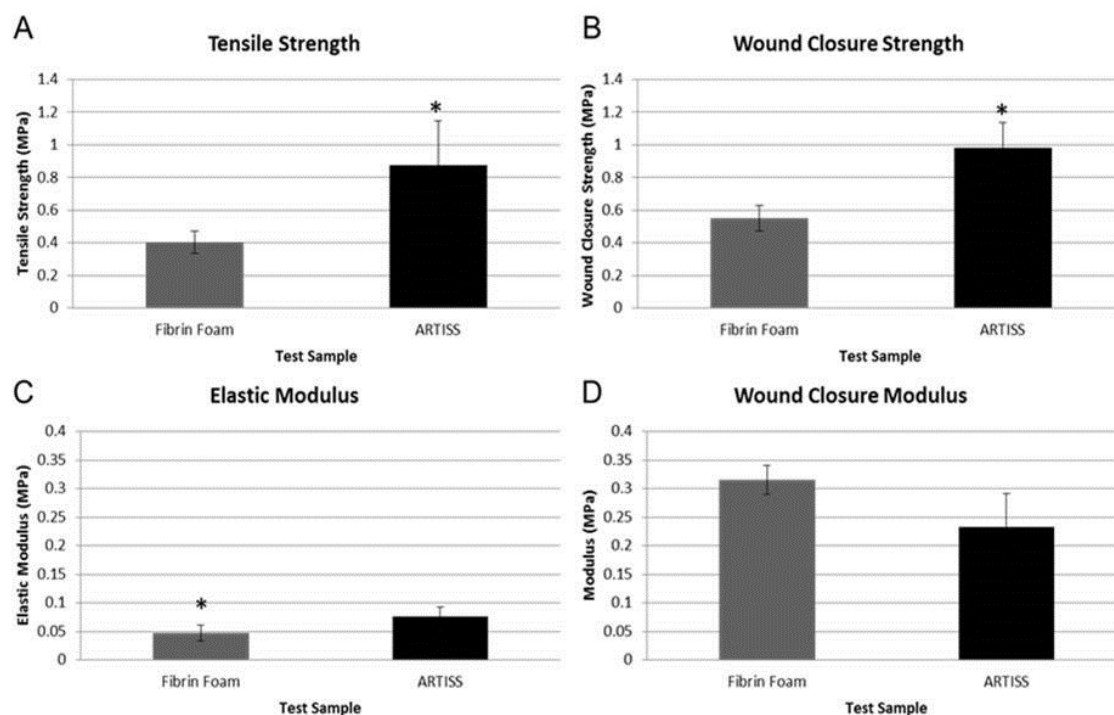 A
Tensile Strength
Tensile Strength (MPa)
1.4
1.2
1
0.8
0.6
0.4
0.2
0
*
Fibrin Foam ARTISS
Test Sample
B
Wound Closure Strength
Wound Closure Strength (MPa)
1.4
1.2
1
0.8
0.6
0.4
0.2
0
*
Fibrin Foam ARTISS
Test Sample
C
Elastic Modulus
Elastic Modulus (MPa)
0.4
0.35
0.3
0.25
0.2
0.15
0.1
0.05
0
*
Fibrin Foam ARTISS
Test Sample
D
Wound Closure Modulus
Modulus (MPa)
0.4
0.35
0.3
0.25
0.2
0.15
0.1
0.05
0
Fibrin Foam ARTISS
Test Sample